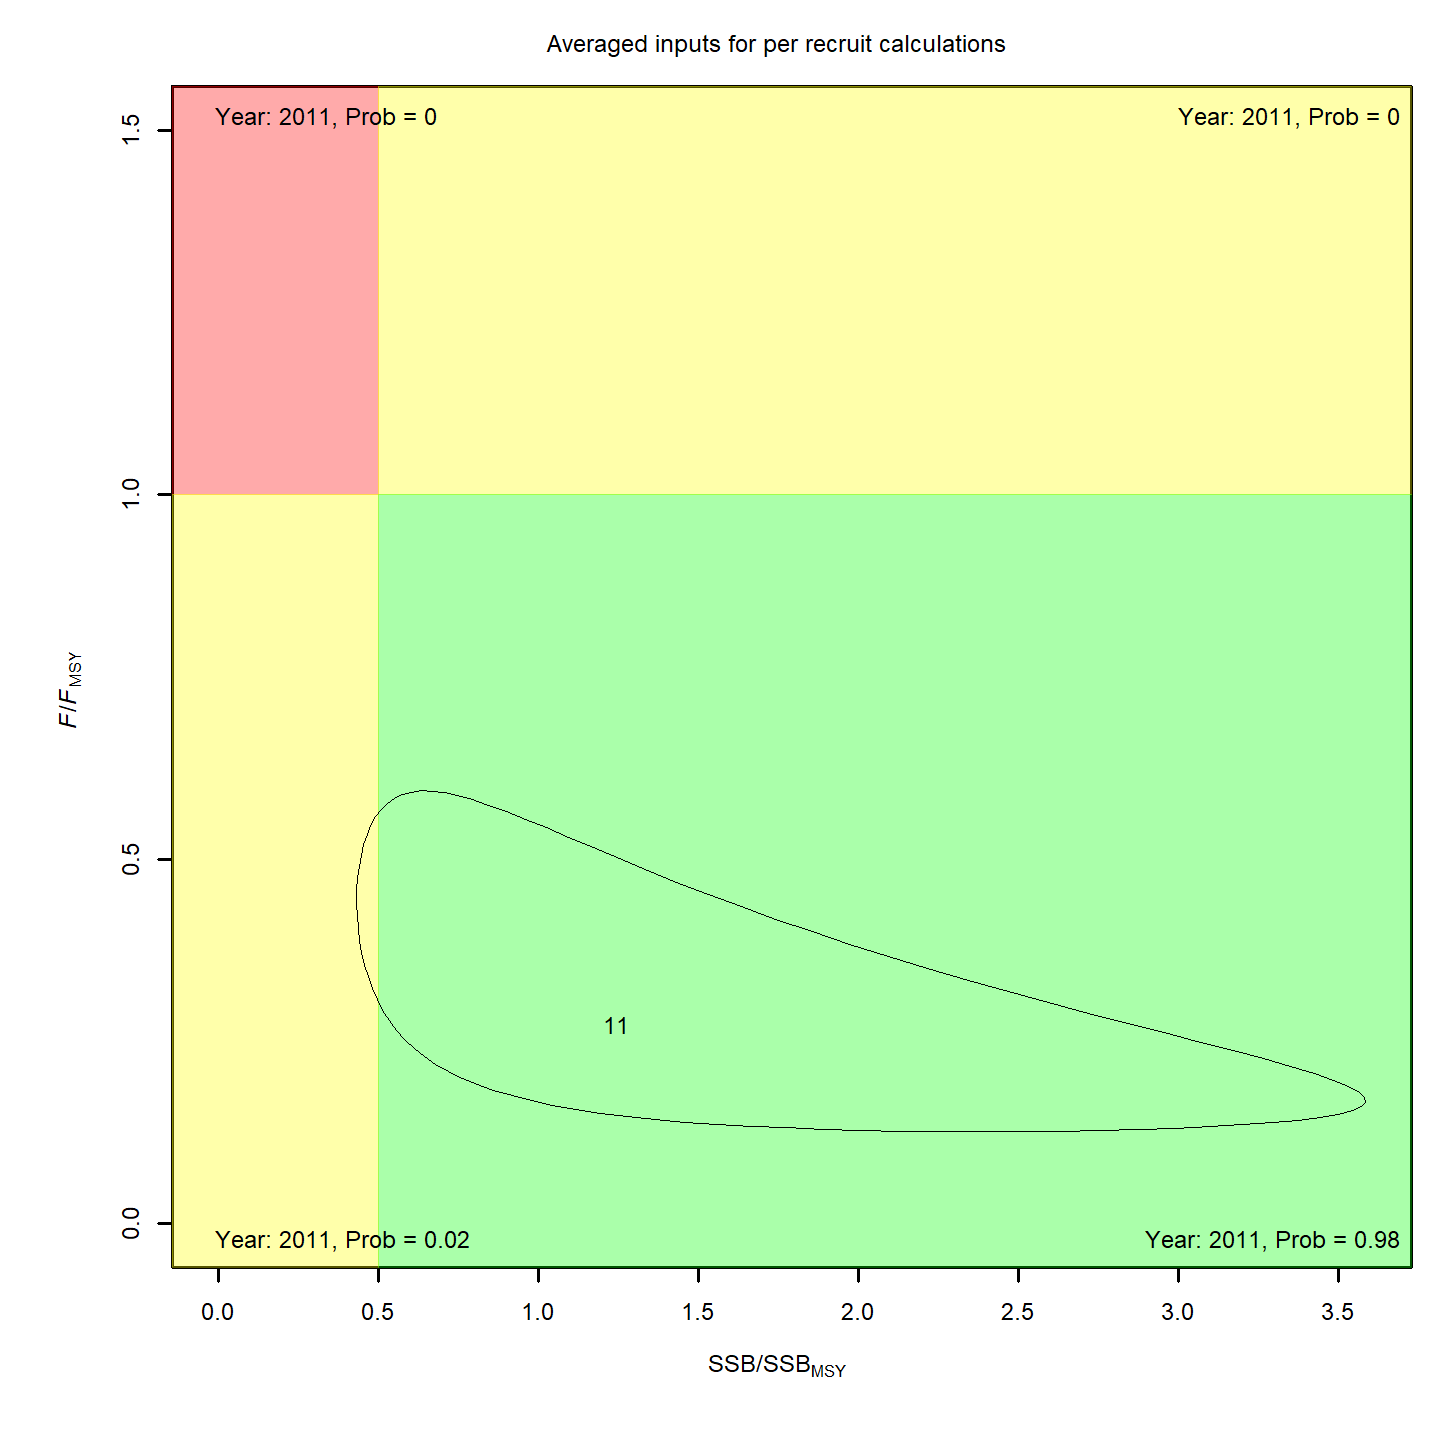 Averaged inputs for per recruit calculations
Year: 2011, Prob = 0
Year: 2011, Prob = 0
1.5
1.0
0.5
0.0
F/F_MSY
11
Year: 2011, Prob = 0.02
Year: 2011, Prob = 0.98
0.0 0.5 1.0 1.5 2.0 2.5 3.0 3.5
SSB/SSB_MSY